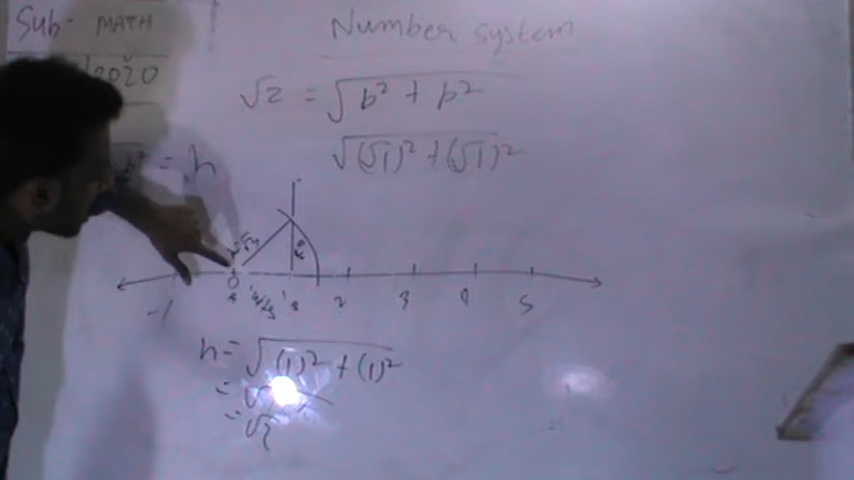 Sub- MATH
Number system
2020
√2 = √b² + p²
= h
√(√1)² + (√1)²
√2
0
-1 2 3 4 5
h = √(1)² + (1)²
= √
= √2